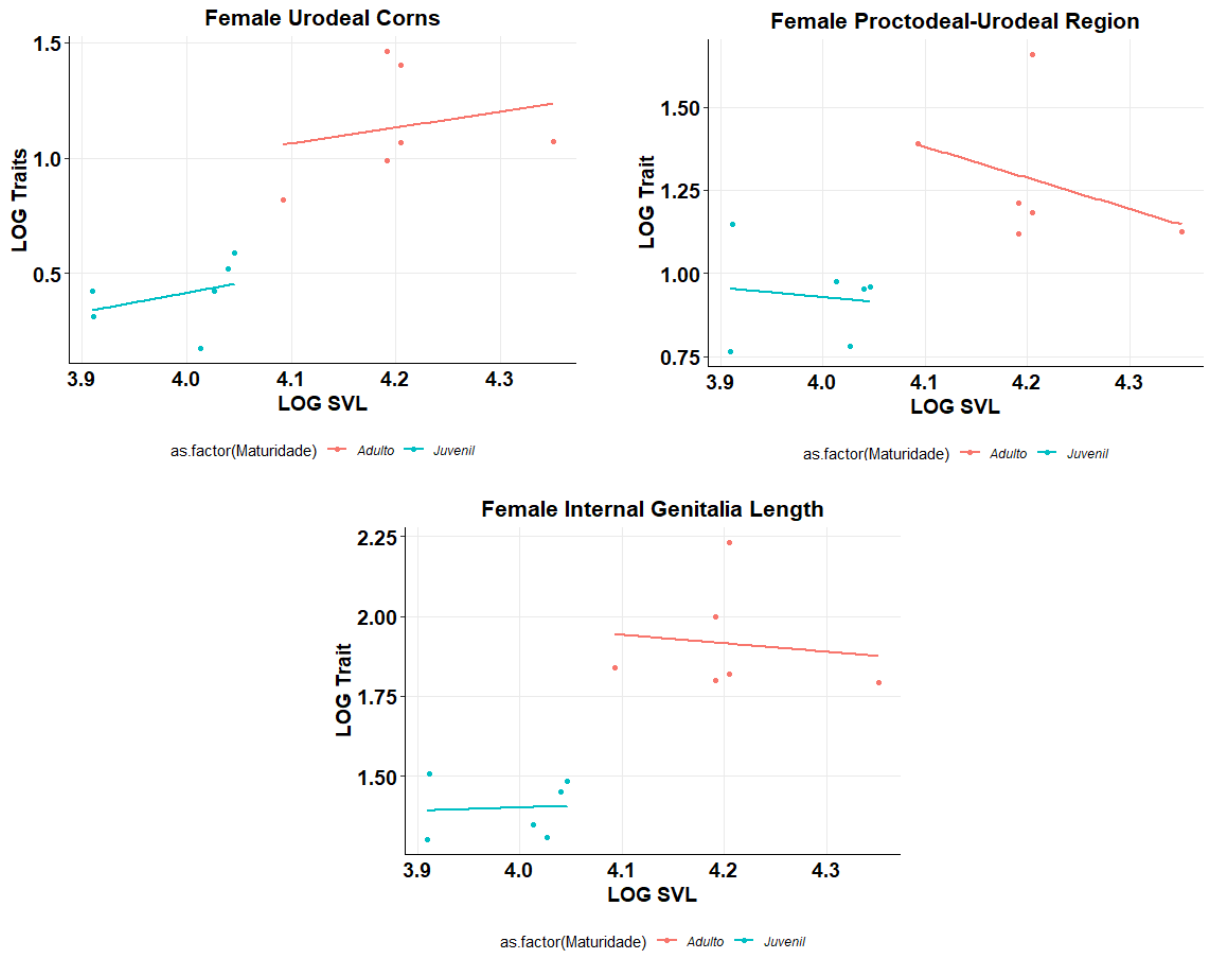 Female Urodeal Corns
LOG Traits
1.5
1.0
0.5
3.9 4.0 4.1 4.2 4.3
LOG SVL
as.factor(Maturidade) Adulto Juvenil
Female Proctodeal-Urodeal Region
LOG Trait
1.50
1.25
1.00
0.75
3.9 4.0 4.1 4.2 4.3
LOG SVL
as.factor(Maturidade) Adulto Juvenil
Female Internal Genitalia Length
LOG Trait
2.25
2.00
1.75
1.50
3.9 4.0 4.1 4.2 4.3
LOG SVL
as.factor(Maturidade) Adulto Juvenil